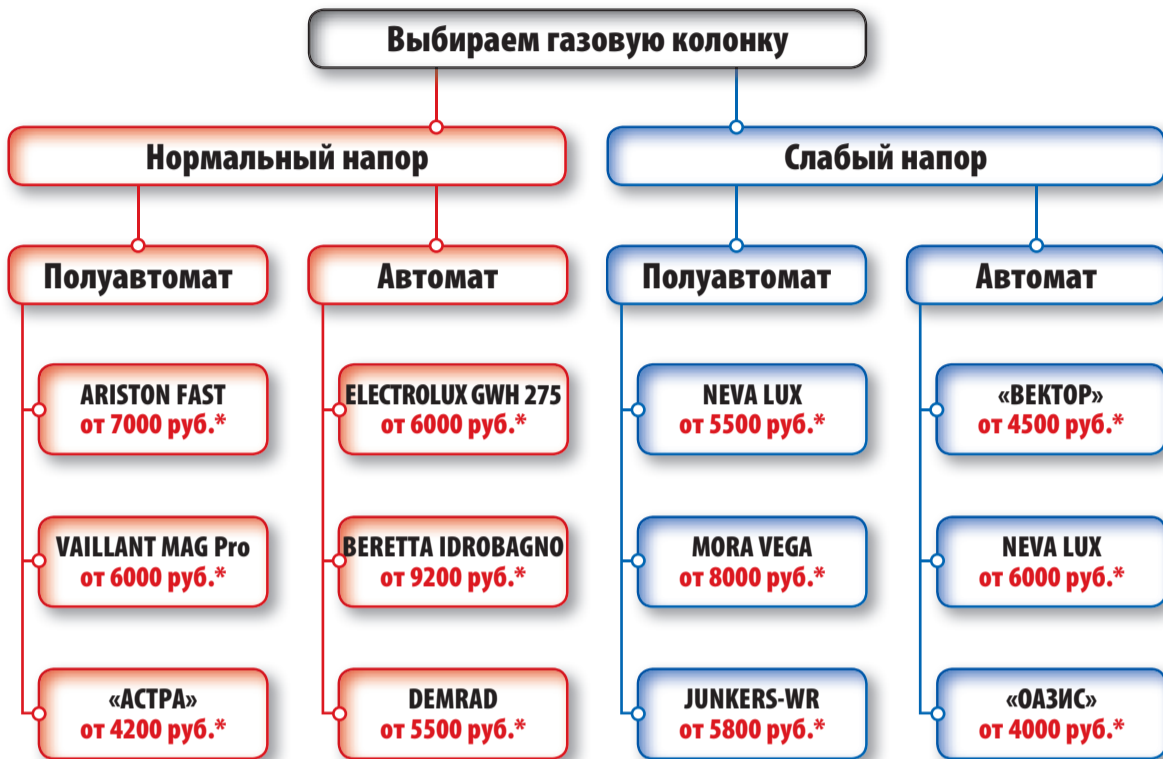 Выбираем газовую колонку
Нормальный напор
Слабый напор
Полуавтомат
Автомат
Полуавтомат
Автомат
ARISTON FAST
от 7000 руб.*
ELECTROLUX GWH 275
от 6000 руб.*
NEVA LUX
от 5500 руб.*
«ВЕКТОР»
от 4500 руб.*
VAILLANT MAG Pro
от 6000 руб.*
BERETTA IDROBAGNO
от 9200 руб.*
MORA VEGA
от 8000 руб.*
NEVA LUX
от 6000 руб.*
«АСТРА»
от 4200 руб.*
DEMRAD
от 5500 руб.*
JUNKERS-WR
от 5800 руб.*
«ОАЗИС»
от 4000 руб.*